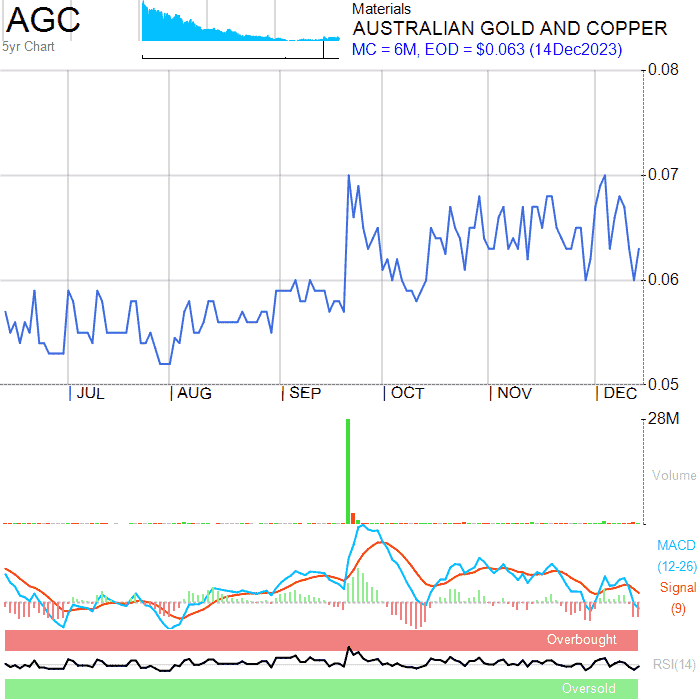 AGC
5yr Chart
Materials
AUSTRALIAN GOLD AND COPPER
MC = 6M, EOD = $0.063 (14Dec2023)
0.08
0.07
0.06
0.05
JUL AUG SEP OCT NOV DEC
28M
Volume
MACD
(12-26)
Signal
(9)
Overbought
RSI(14)
Oversold